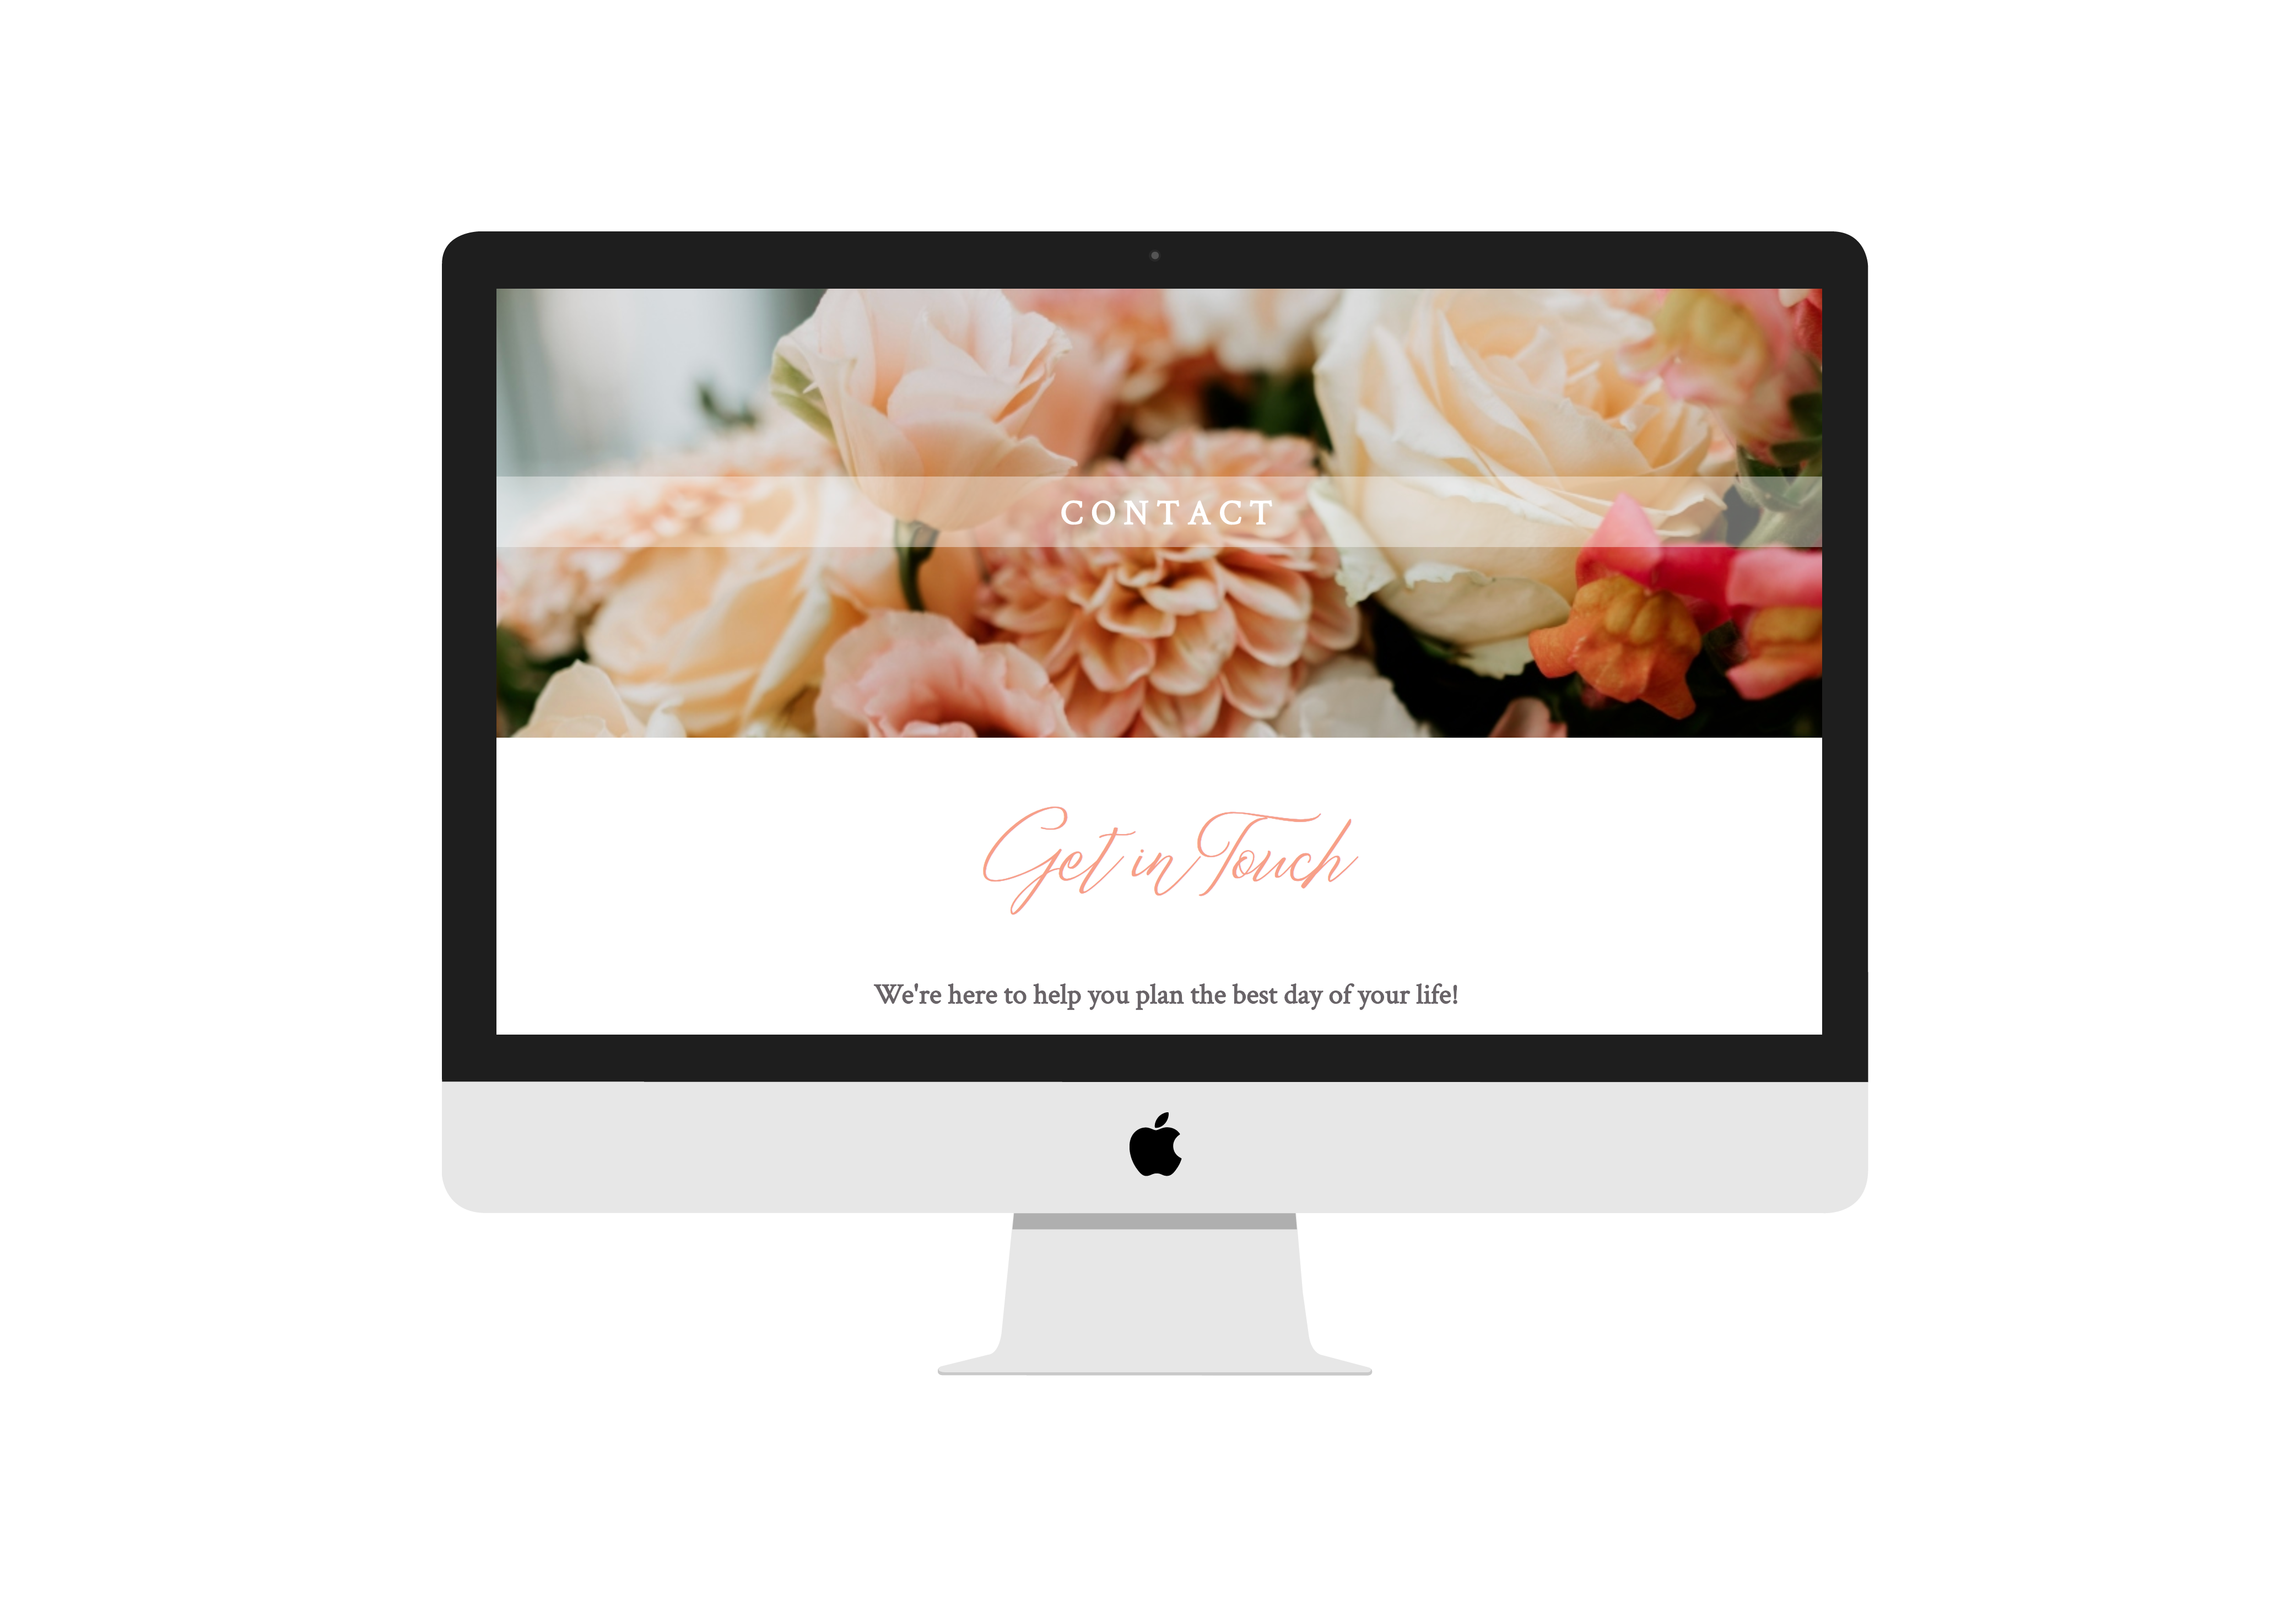 CONTACT
Get in Touch
We're here to help you plan the best day of your life!